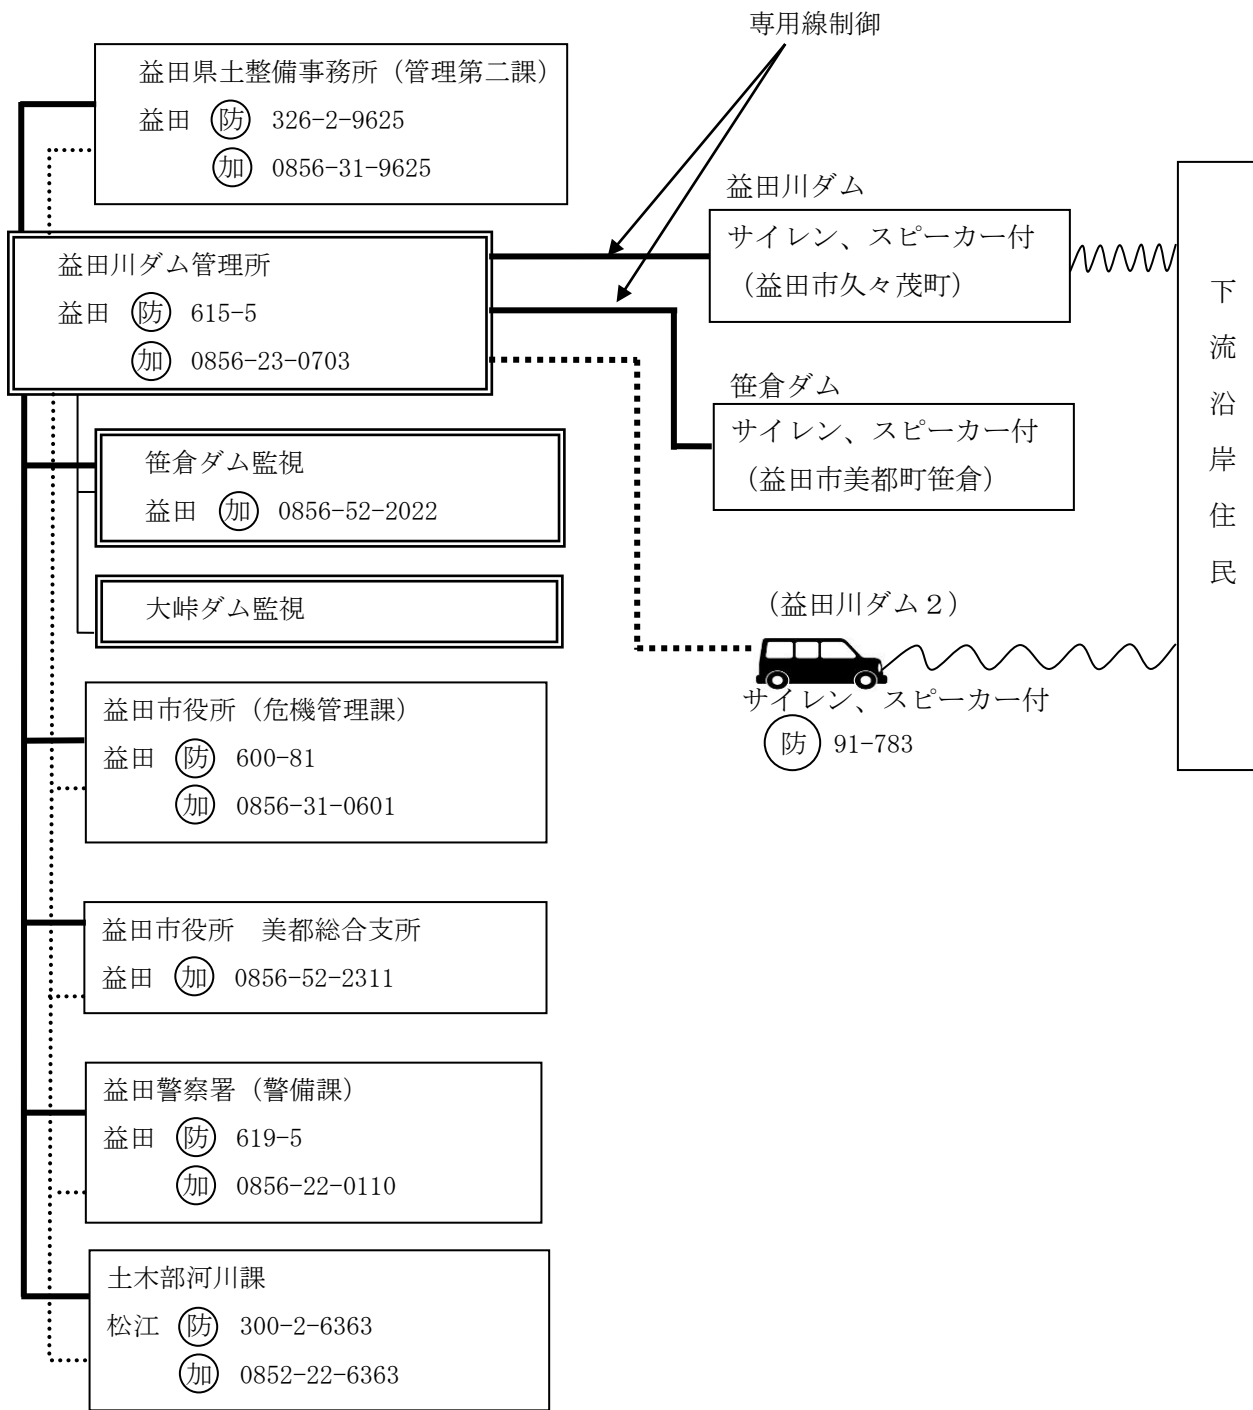 専用線制御
益田県土整備事務所（管理第二課）
益田 防 326-2-9625
加 0856-31-9625
益田川ダム管理所
益田 防 615-5
加 0856-23-0703
笹倉ダム監視
益田 加 0856-52-2022
大峠ダム監視
益田市役所（危機管理課）
益田 防 600-81
加 0856-31-0601
益田市役所　美都総合支所
益田 加 0856-52-2311
益田警察署（警備課）
益田 防 619-5
加 0856-22-0110
土木部河川課
松江 防 300-2-6363
加 0852-22-6363
益田川ダム
サイレン、スピーカー付
（益田市久々茂町）
笹倉ダム
サイレン、スピーカー付
（益田市美都町笹倉）
（益田川ダム２）
サイレン、スピーカー付
防 91-783
下流沿岸住民